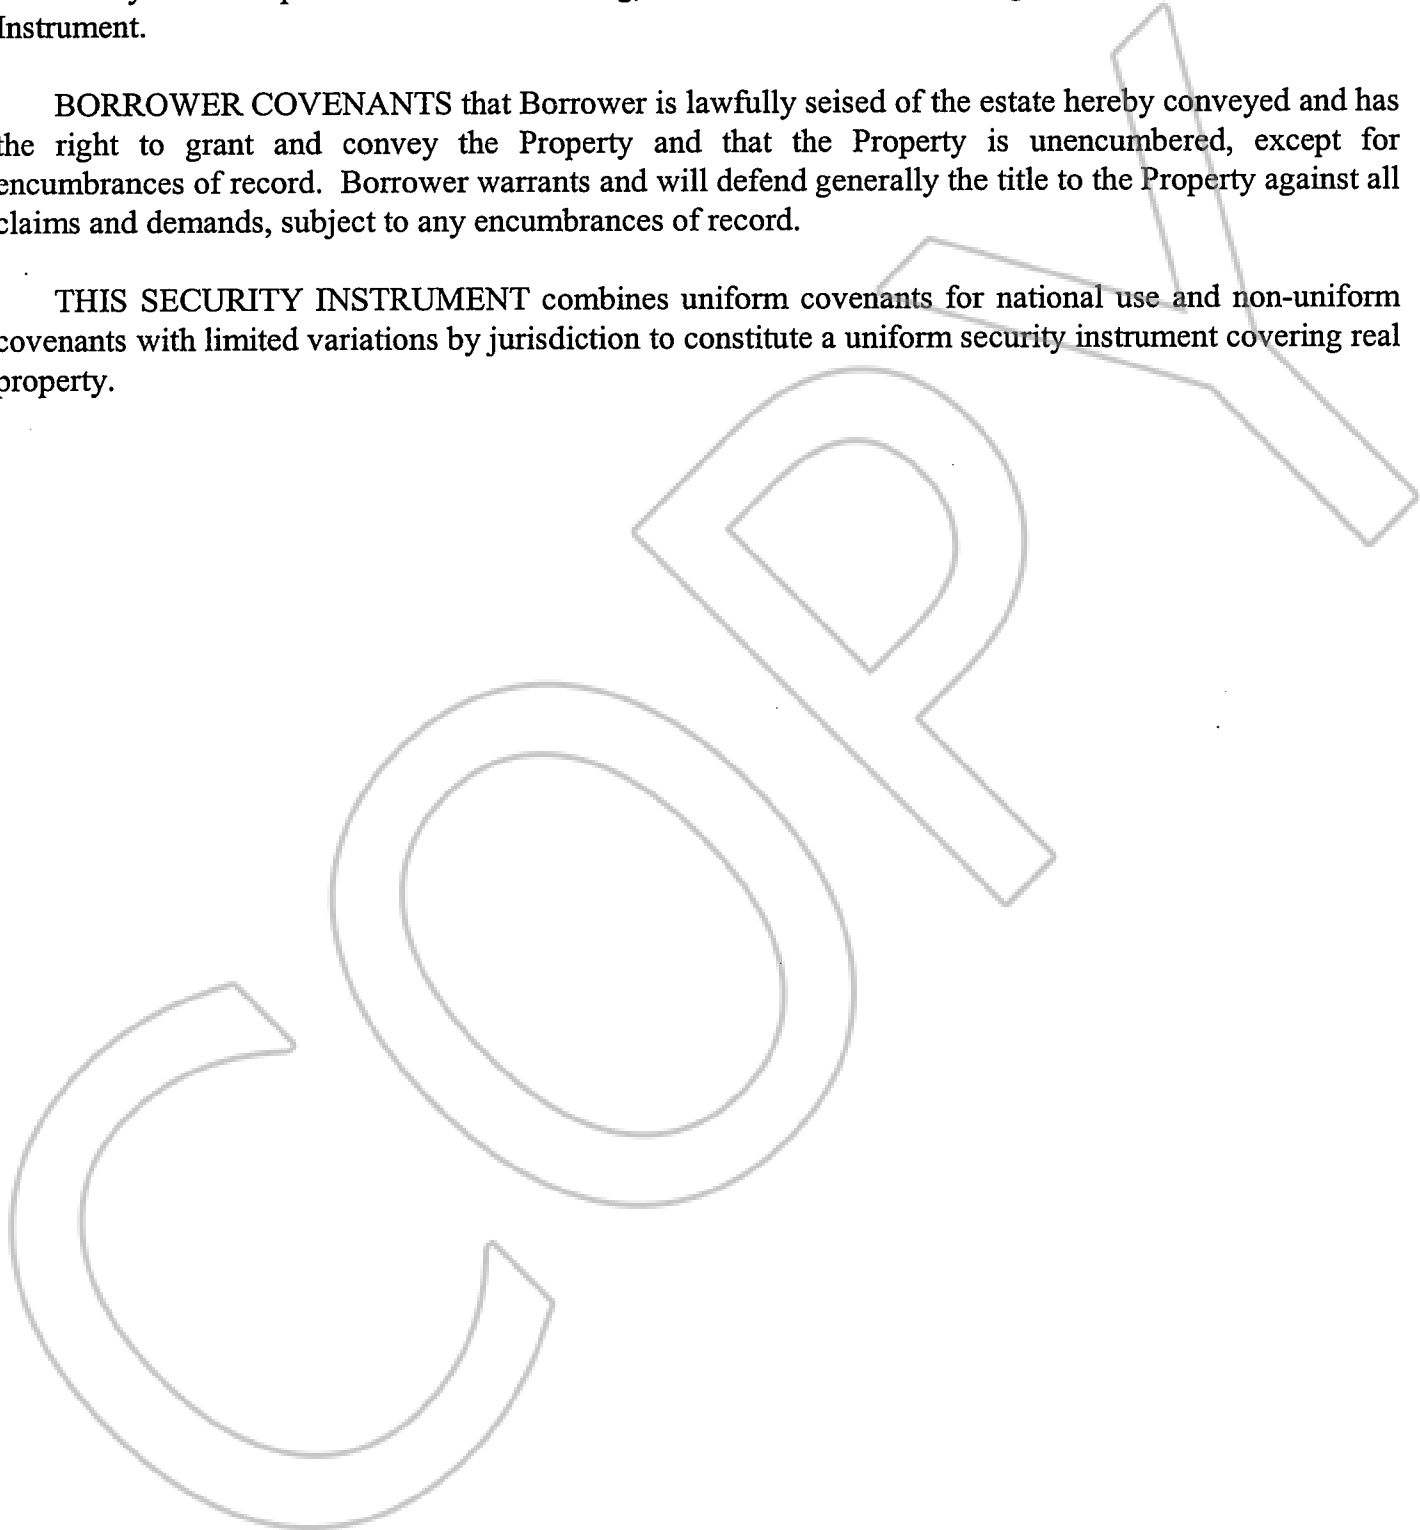 Instrument.
BORROWER COVENANTS that Borrower is lawfully seised of the estate hereby conveyed and has
the right to grant and convey the Property and that the Property is unencumbered, except for
encumbrances of record. Borrower warrants and will defend generally the title to the Property against all
claims and demands, subject to any encumbrances of record.
THIS SECURITY INSTRUMENT combines uniform covenants for national use and non-uniform
covenants with limited variations by jurisdiction to constitute a uniform security instrument covering real
property.
COPY